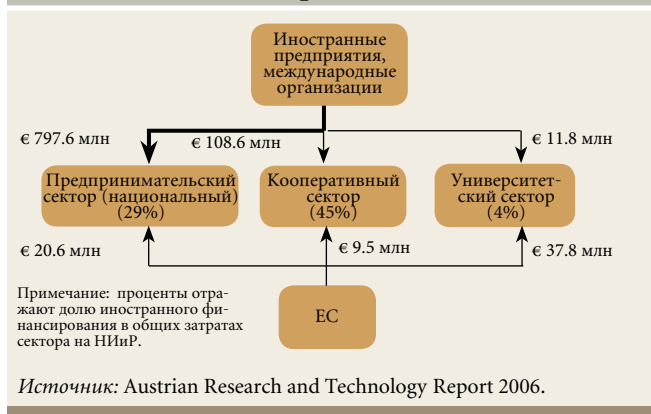 Иностранные
предприятия,
международные
организации
€ 797.6 млн
€ 108.6 млн
€ 11.8 млн
Предпринимательский
сектор (национальный)
(29%)
Кооперативный
сектор
(45%)
Университет-
ский сектор
(4%)
€ 20.6 млн
€ 9.5 млн
€ 37.8 млн
Примечание: проценты отра-
жают долю иностранного фи-
нансирования в общих затратах
сектора на НИиР.
ЕС
Источник: Austrian Research and Technology Report 2006.